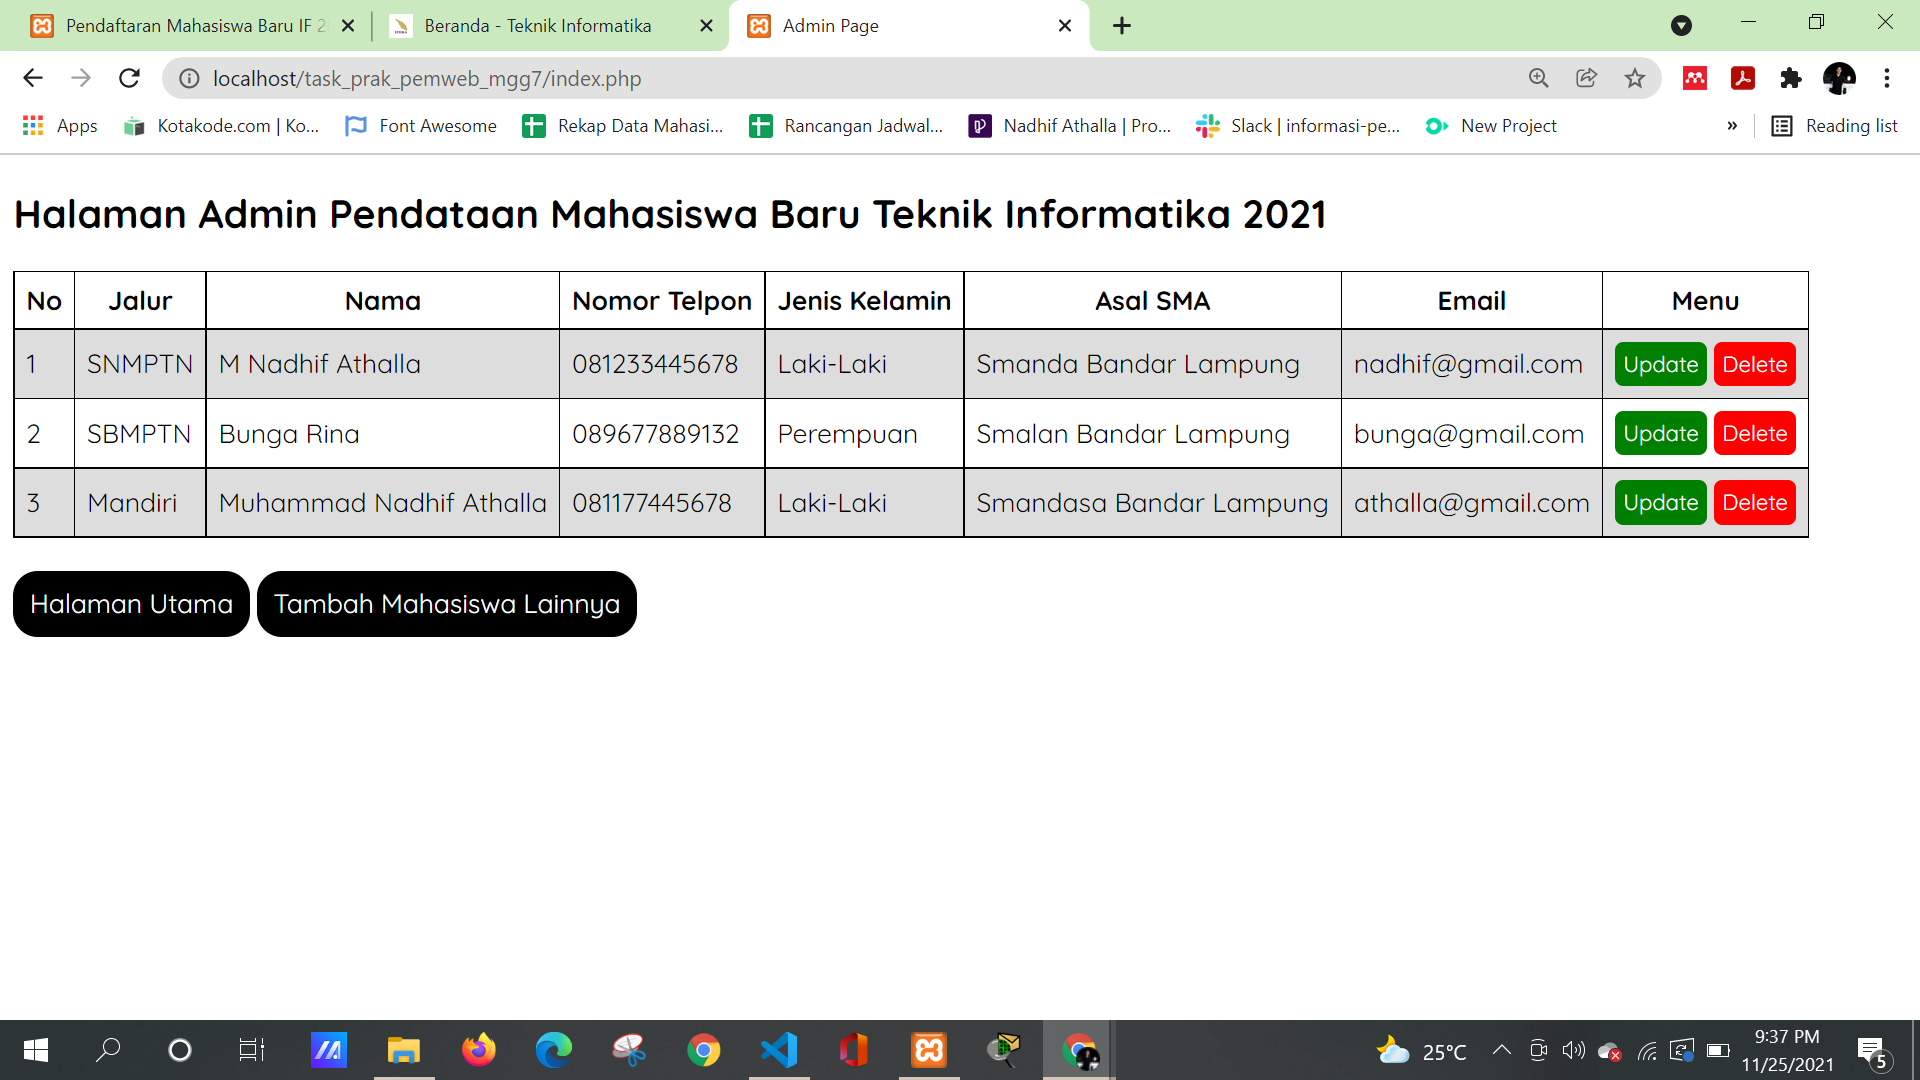 Pendaftaran Mahasiswa Baru IF 2
Beranda - Teknik Informatika
Admin Page
localhost/task_prak_pemweb_mgg7/index.php
Apps
Kotakode.com | Ko...
Font Awesome
Rekap Data Mahasi...
Rancangan Jadwal...
Nadhif Athalla | Pro...
Slack | informasi-pe...
New Project
»
Reading list
Halaman Admin Pendataan Mahasiswa Baru Teknik Informatika 2021
No Jalur Nama Nomor Telpon Jenis Kelamin Asal SMA Email Menu
1 SNMPTN M Nadhif Athalla 081233445678 Laki-Laki Smanda Bandar Lampung nadhif@gmail.com Update Delete
2 SBMPTN Bunga Rina 089677889132 Perempuan Smalan Bandar Lampung bunga@gmail.com Update Delete
3 Mandiri Muhammad Nadhif Athalla 081177445678 Laki-Laki Smandasa Bandar Lampung athalla@gmail.com Update Delete
Halaman Utama Tambah Mahasiswa Lainnya
25°C
9:37 PM
11/25/2021
5